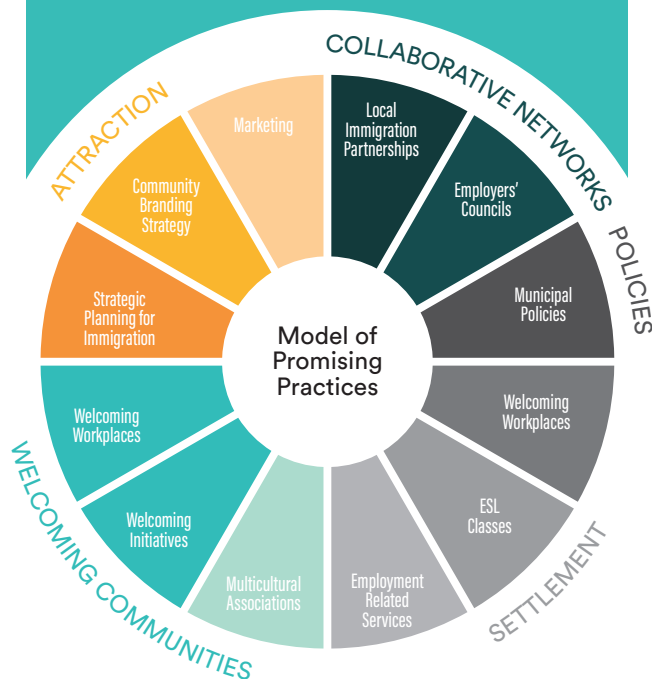 COLLABORATIVE NETWORKS
Local
Immigration
Partnerships
Employers'
Councils
POLICIES
Municipal
Policies
Welcoming
Workplaces
SETTLEMENT
ESL
Classes
Employment
Related
Services
WELCOMING COMMUNITIES
Multicultural
Associations
Welcoming
Initiatives
Welcoming
Workplaces
ATTRACTION
Strategic
Planning for
Immigration
Community
Branding
Strategy
Marketing
Model of
Promising
Practices